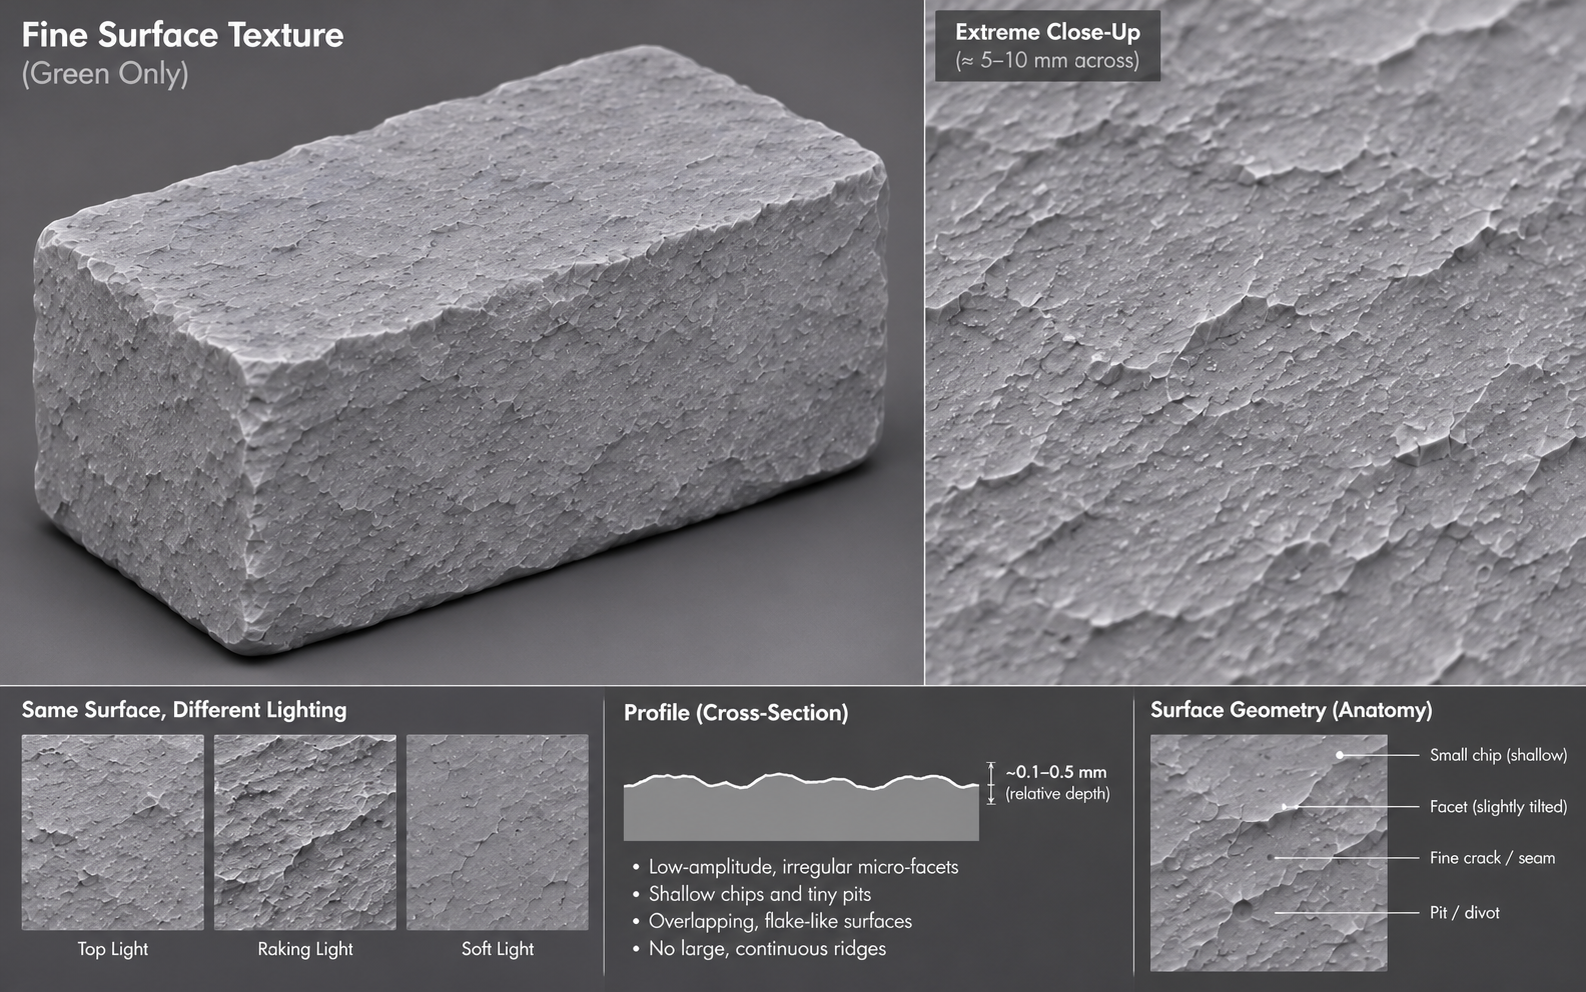 Fine Surface Texture
(Green Only)
Extreme Close-Up
(≈ 5–10 mm across)
Same Surface, Different Lighting
Top Light
Raking Light
Soft Light
Profile (Cross-Section)
~0.1–0.5 mm
(relative depth)
• Low-amplitude, irregular micro-facets
• Shallow chips and tiny pits
• Overlapping, flake-like surfaces
• No large, continuous ridges
Surface Geometry (Anatomy)
Small chip (shallow)
Facet (slightly tilted)
Fine crack / seam
Pit / divot